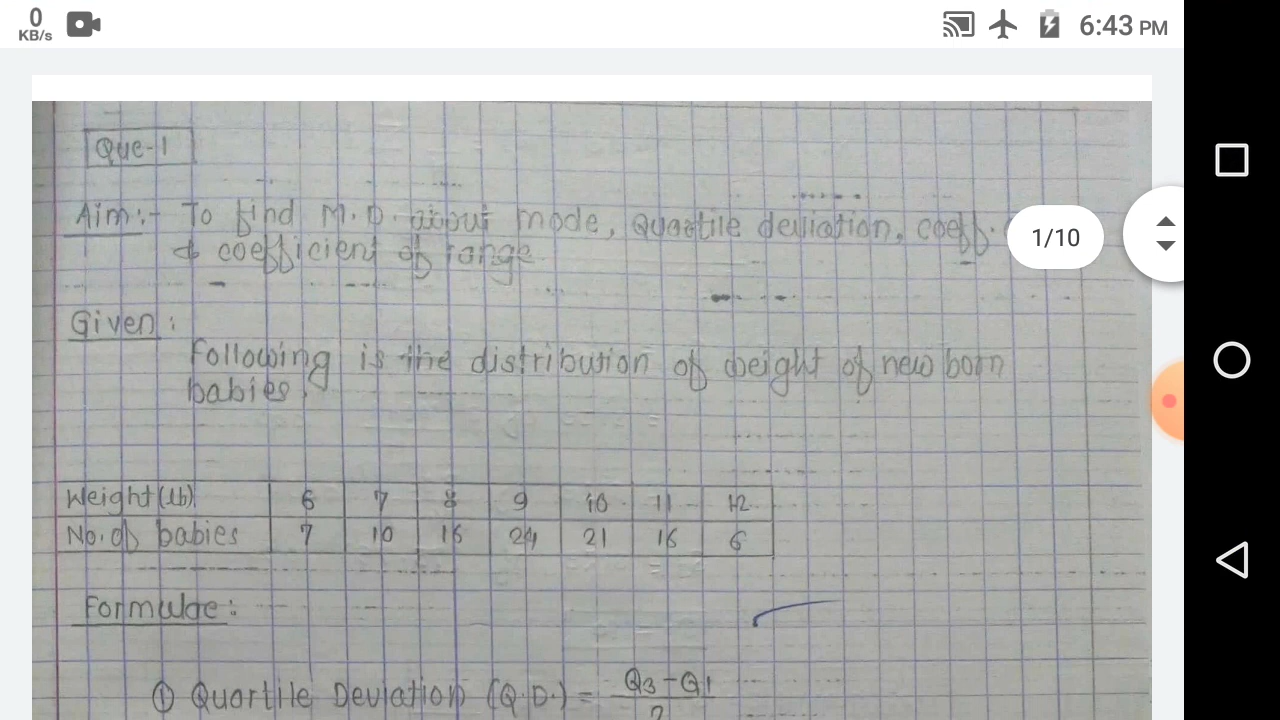 0
KB/s
6:43 PM
Que-1
Aim:- To find M.D. about mode, Quartile deviation, coeff.
& coefficient of range
1/10
Given:
Following is the distribution of weight of new born
babies.
Weight(lb) 6 7 8 9 10 11 12
No. of babies 7 10 16 24 21 16 6
Formulae:
① Quartile Deviation (Q.D.) = Q3-Q1
2